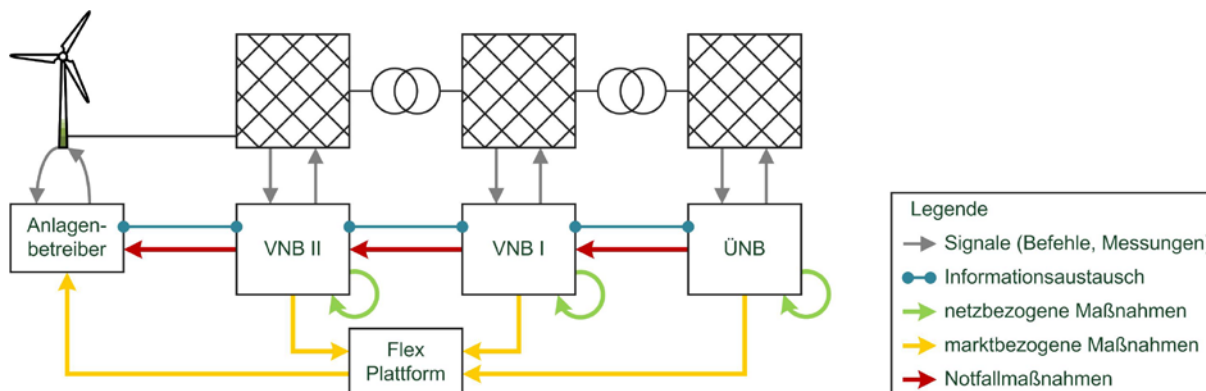 Anlagen-
betreiber
VNB II
VNB I
ÜNB
Flex
Plattform
Legende
Signale (Befehle, Messungen)
Informationsaustausch
netzbezogene Maßnahmen
marktbezogene Maßnahmen
Notfallmaßnahmen